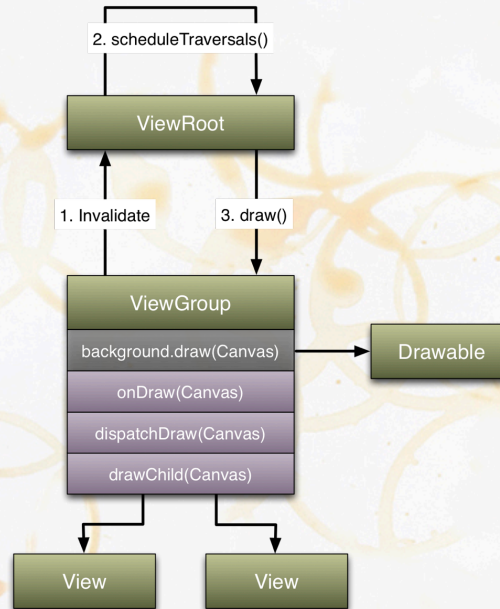 2. scheduleTraversals()
ViewRoot
1. Invalidate
3. draw()
ViewGroup
background.draw(Canvas)
Drawable
onDraw(Canvas)
dispatchDraw(Canvas)
drawChild(Canvas)
View
View